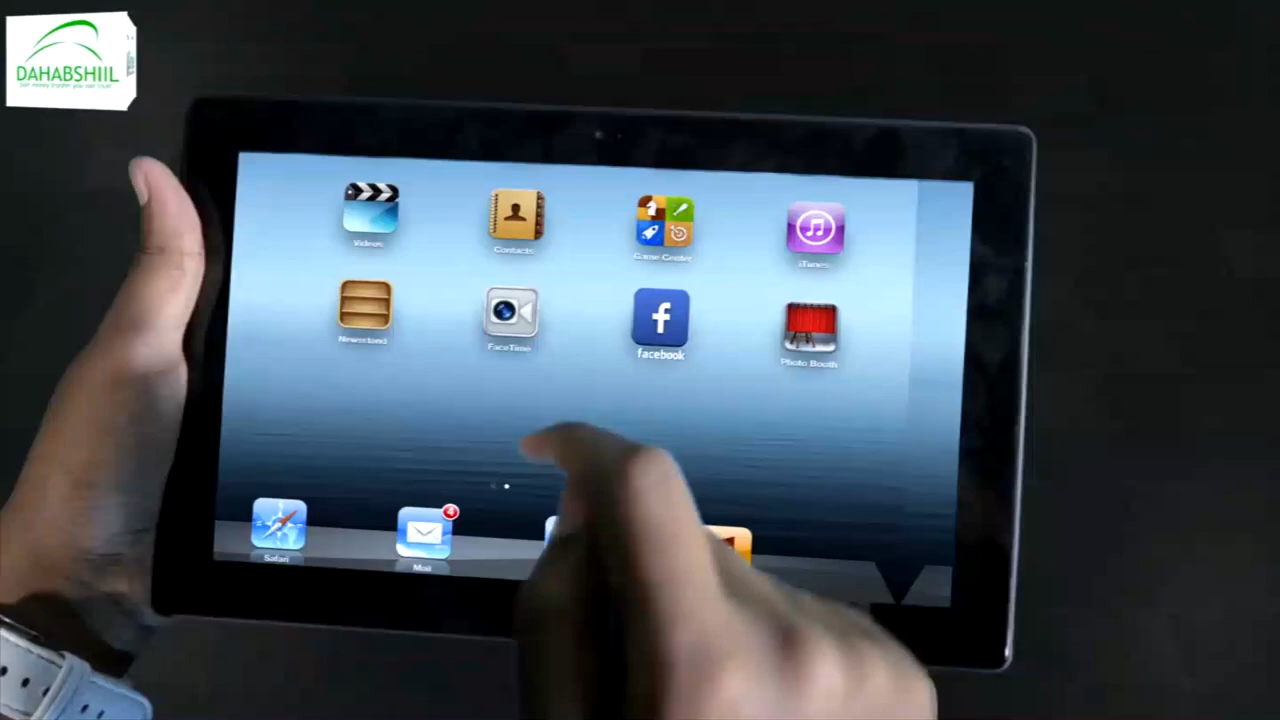 DAHABSHIIL
Videos
Contacts
Game Center
iTunes
Newsstand
FaceTime
facebook
Photo Booth
Safari
4
Mail